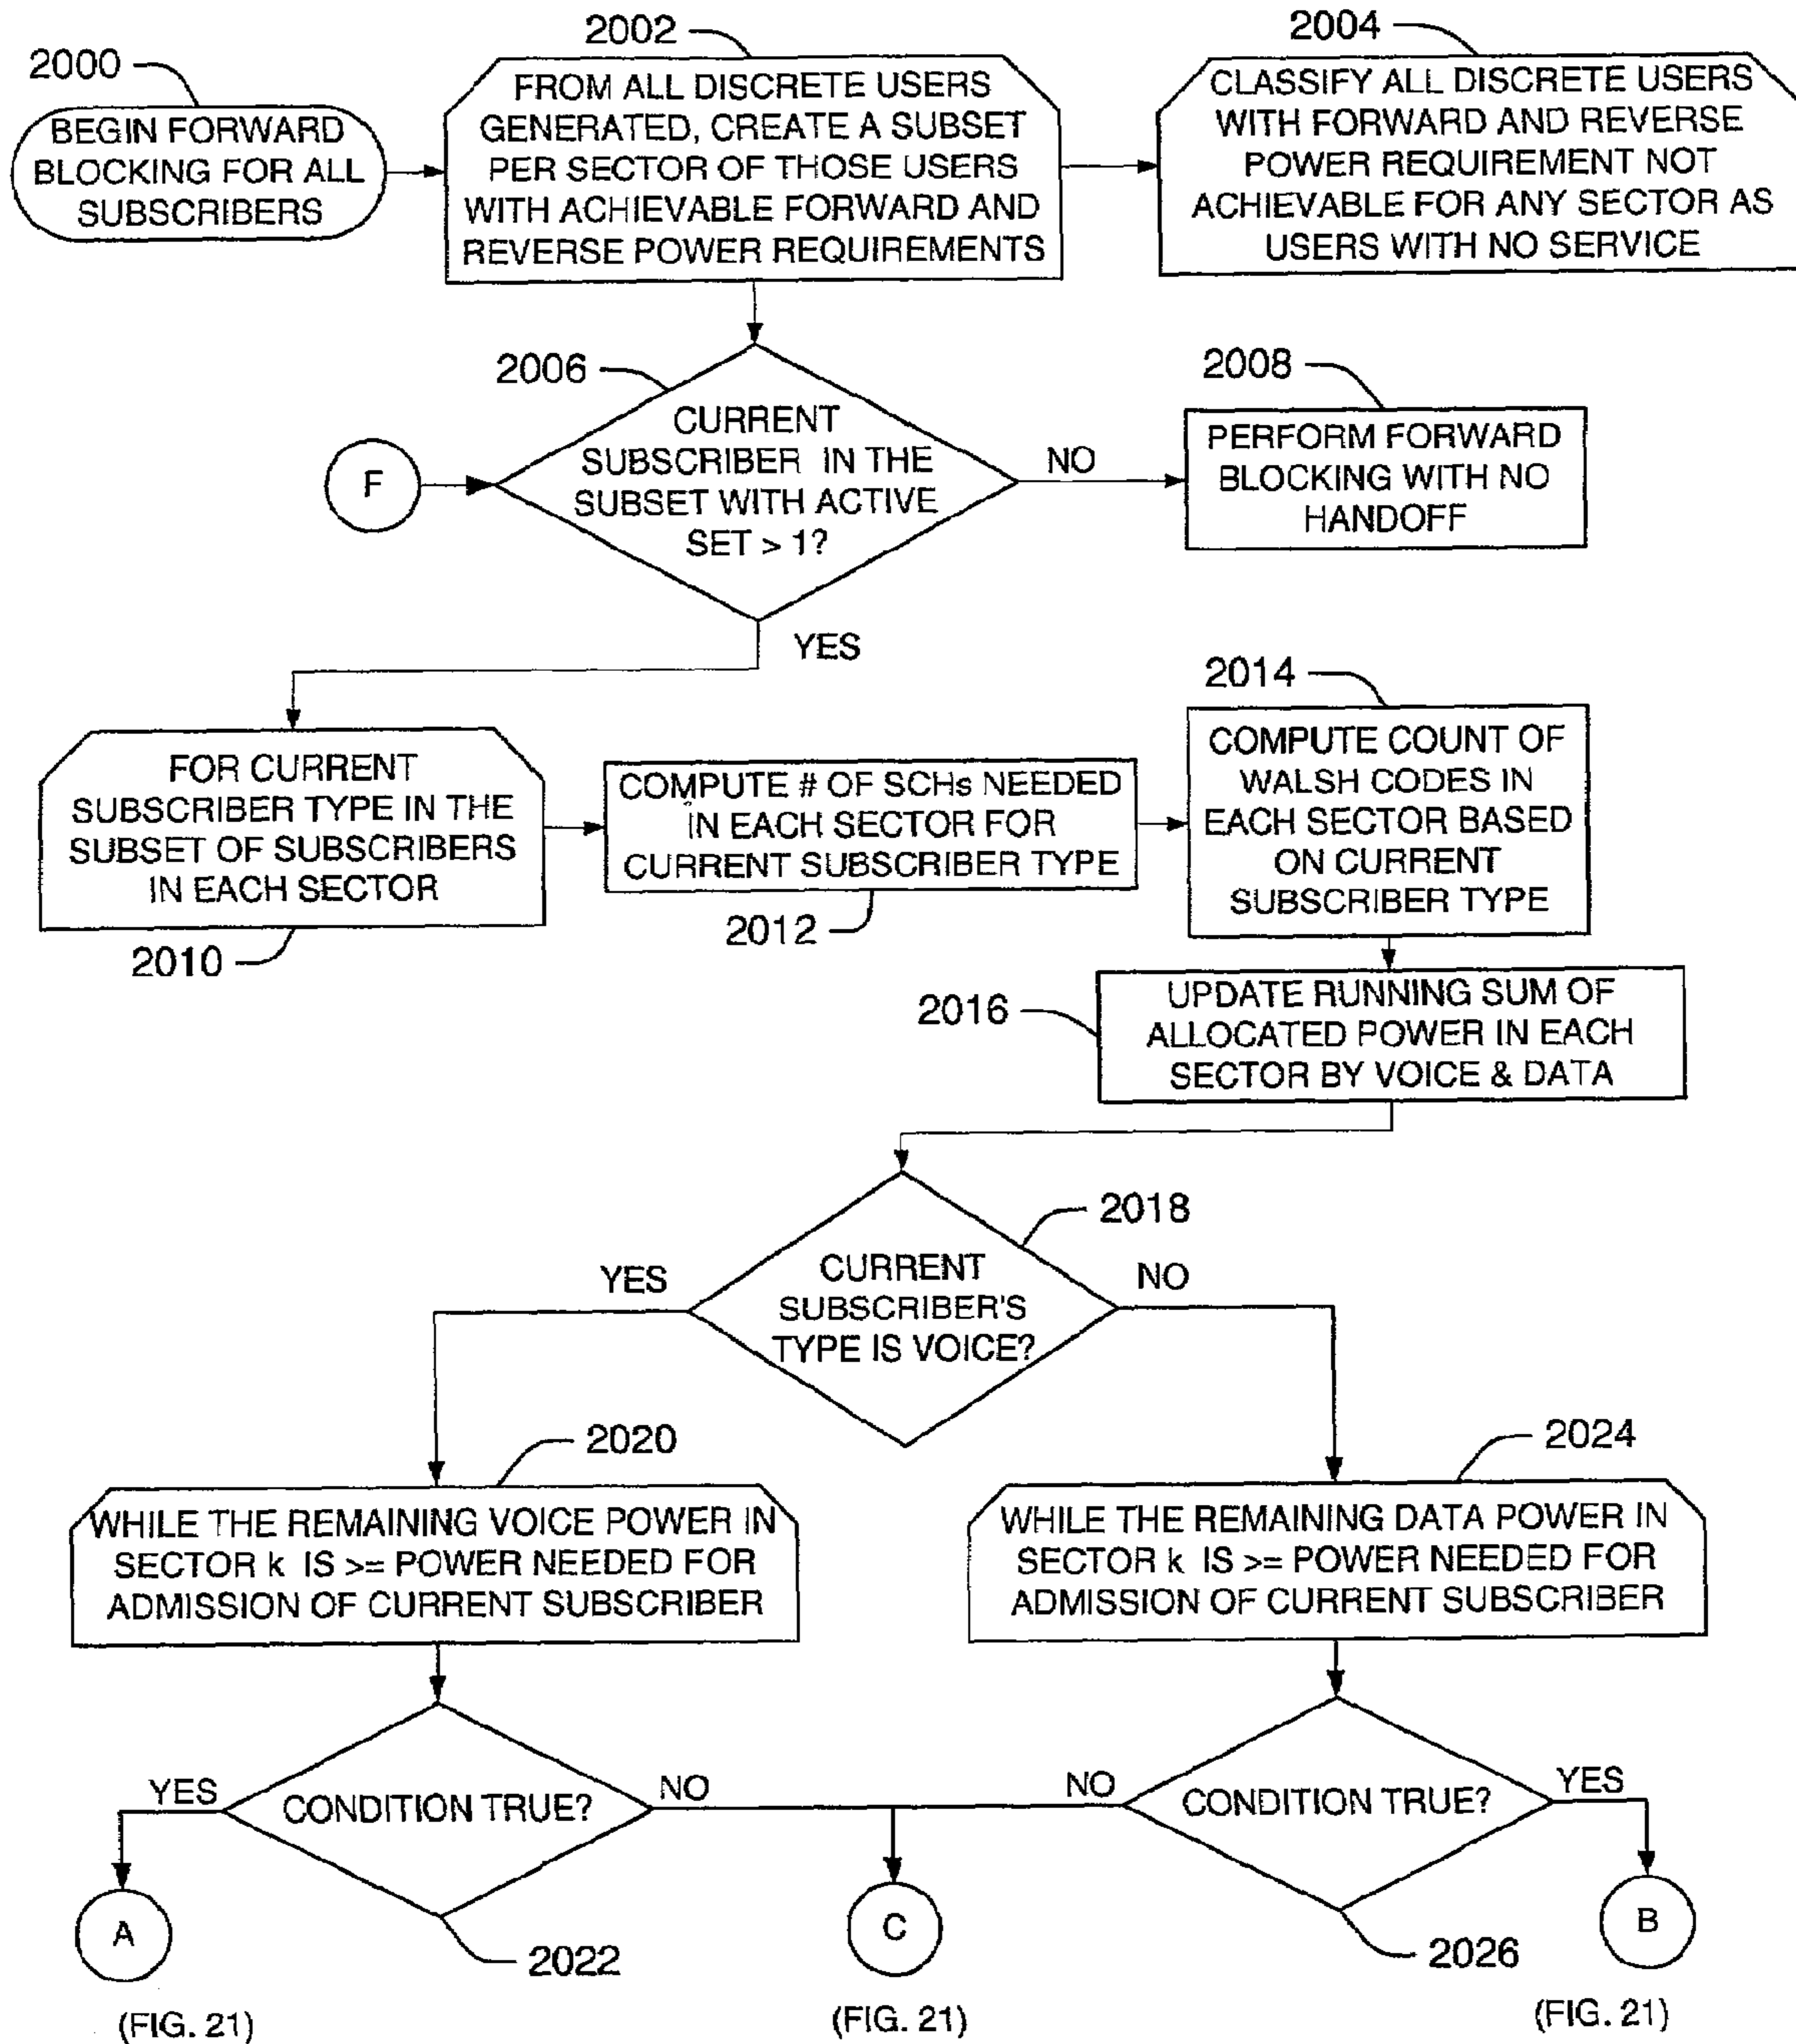 2000
BEGIN FORWARD
BLOCKING FOR ALL
SUBSCRIBERS
2002
FROM ALL DISCRETE USERS
GENERATED, CREATE A SUBSET
PER SECTOR OF THOSE USERS
WITH ACHIEVABLE FORWARD AND
REVERSE POWER REQUIREMENTS
2004
CLASSIFY ALL DISCRETE USERS
WITH FORWARD AND REVERSE
POWER REQUIREMENT NOT
ACHIEVABLE FOR ANY SECTOR AS
USERS WITH NO SERVICE
2006
CURRENT
SUBSCRIBER IN THE
SUBSET WITH ACTIVE
SET > 1?
F
NO
2008
PERFORM FORWARD
BLOCKING WITH NO
HANDOFF
YES
FOR CURRENT
SUBSCRIBER TYPE IN THE
SUBSET OF SUBSCRIBERS
IN EACH SECTOR
2010
COMPUTE # OF SCHs NEEDED
IN EACH SECTOR FOR
CURRENT SUBSCRIBER TYPE
2012
2014
COMPUTE COUNT OF
WALSH CODES IN
EACH SECTOR BASED
ON CURRENT
SUBSCRIBER TYPE
2016
UPDATE RUNNING SUM OF
ALLOCATED POWER IN EACH
SECTOR BY VOICE & DATA
2018
CURRENT
SUBSCRIBER'S
TYPE IS VOICE?
YES
NO
2020
WHILE THE REMAINING VOICE POWER IN
SECTOR k IS >= POWER NEEDED FOR
ADMISSION OF CURRENT SUBSCRIBER
2024
WHILE THE REMAINING DATA POWER IN
SECTOR k IS >= POWER NEEDED FOR
ADMISSION OF CURRENT SUBSCRIBER
YES
CONDITION TRUE?
NO
NO
CONDITION TRUE?
YES
A
2022
C
2026
B
(FIG. 21)
(FIG. 21)
(FIG. 21)